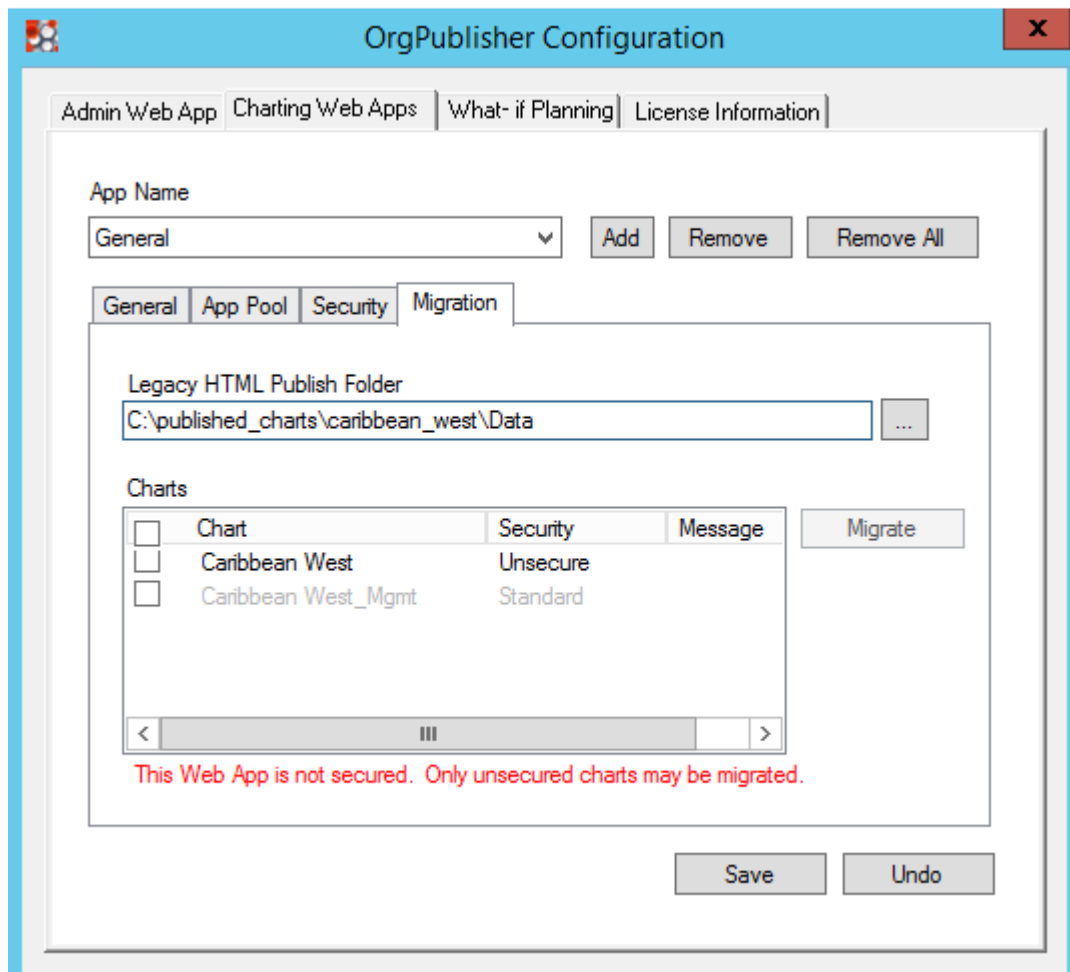 OrgPublisher Configuration
x
Admin Web App Charting Web Apps What- if Planning License Information
App Name
General Add Remove Remove All
General App Pool Security Migration
Legacy HTML Publish Folder
C:\published_charts\caribbean_west\Data ...
Charts
Chart Security Message Migrate
Caribbean West Unsecure
Caribbean West_Mgmt Standard
This Web App is not secured. Only unsecured charts may be migrated.
Save Undo